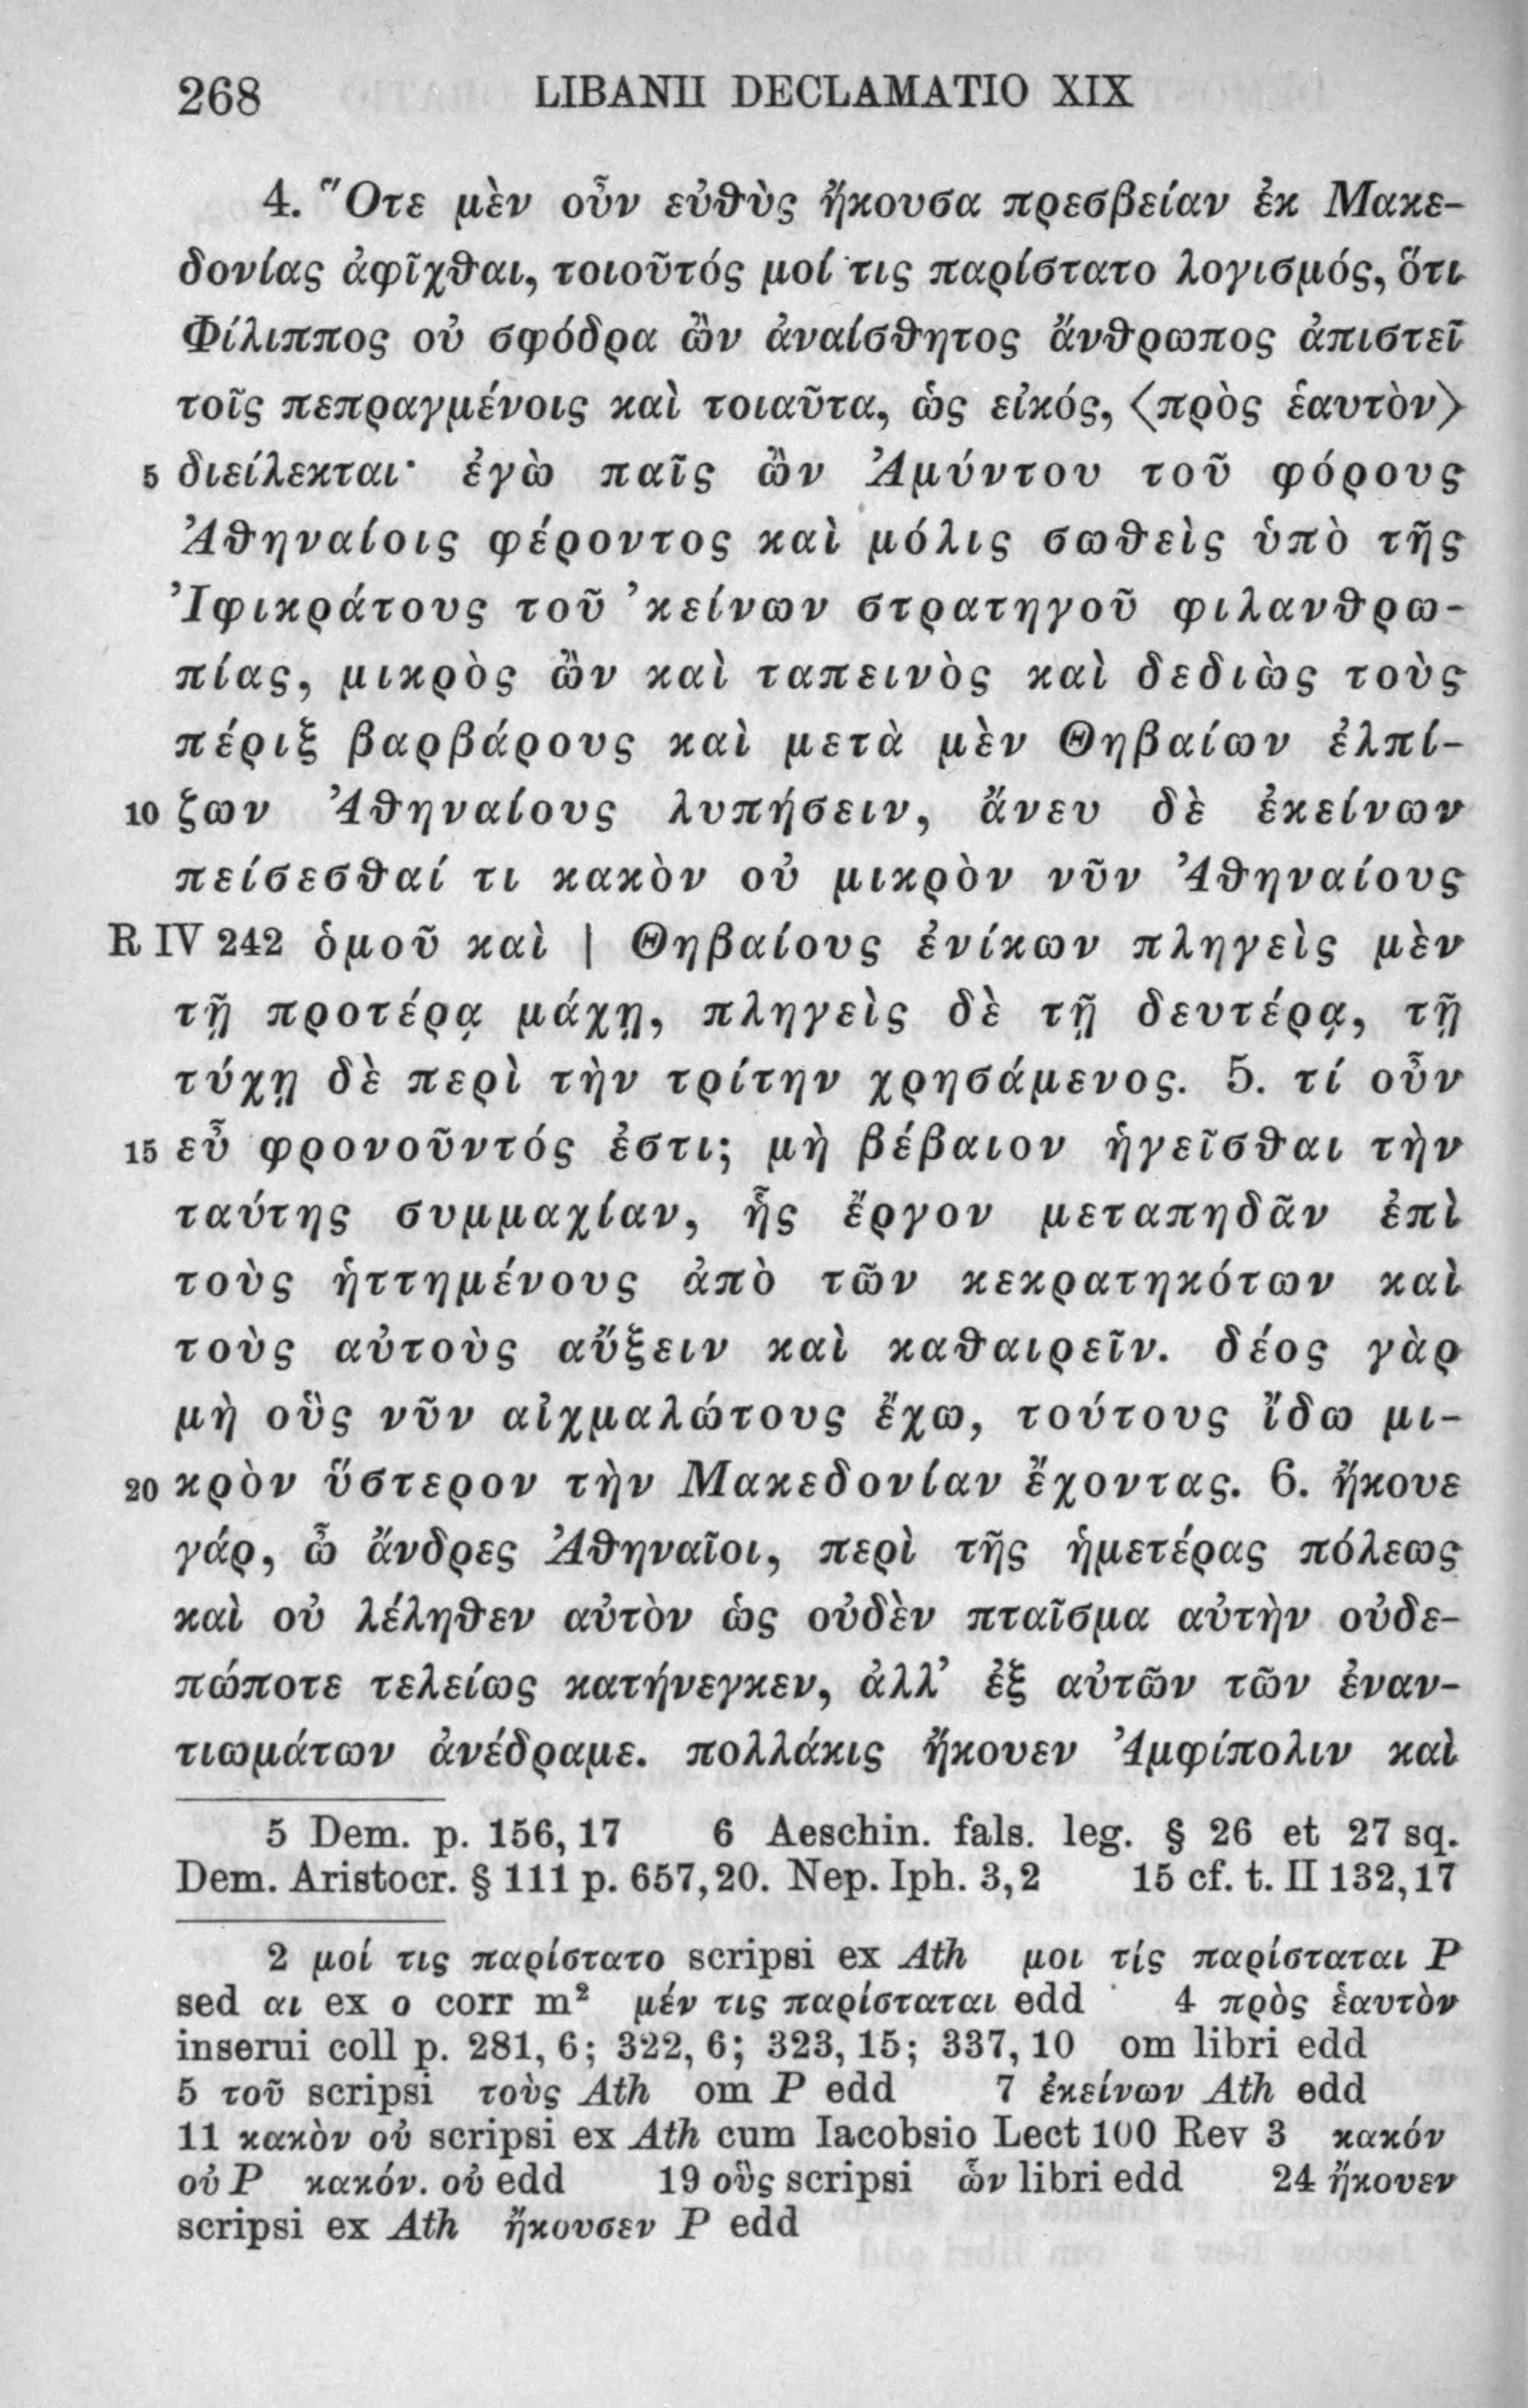 268 LIBANII DECLAMATIO XIX
4. Ὅτε μὲν οὖν εὐθὺς ἤκουσα πρεσβείαν ἐκ Μακε-
δονίας ἀφῖχθαι, τοιοῦτός μοί τις παρίστατο λογισμός, ὅτι
Φίλιππος οὐ σφόδρα ὢν ἀναίσθητος ἄνθρωπος ἀπιστεῖ
τοῖς πεπραγμένοις καὶ τοιαῦτα, ὡς εἰκός, ⟨πρὸς ἑαυτὸν⟩
5 διείλεκται· ἐγὼ παῖς ὢν Ἀμύντου τοῦ φόρους
Ἀθηναίοις φέροντος καὶ μόλις σωθεὶς ὑπὸ τῆς
Ἰφικράτους τοῦ ’κείνων στρατηγοῦ φιλανθρω-
πίας, μικρὸς ὢν καὶ ταπεινὸς καὶ δεδιὼς τοὺς
πέριξ βαρβάρους καὶ μετὰ μὲν Θηβαίων ἐλπί-
10 ζων Ἀθηναίους λυπήσειν, ἄνευ δὲ ἐκείνων
πείσεσθαί τι κακὸν οὐ μικρὸν νῦν Ἀθηναίους
R IV 242 ὁμοῦ καὶ | Θηβαίους ἐνίκων πληγεὶς μὲν
τῇ προτέρᾳ μάχῃ, πληγεὶς δὲ τῇ δευτέρᾳ, τῇ
τύχῃ δὲ περὶ τὴν τρίτην χρησάμενος. 5. τί οὖν
15 εὖ φρονοῦντός ἐστι; μὴ βέβαιον ἡγεῖσθαι τὴν
ταύτης συμμαχίαν, ἧς ἔργον μεταπηδᾶν ἐπὶ
τοὺς ἡττημένους ἀπὸ τῶν κεκρατηκότων καὶ
τοὺς αὐτοὺς αὔξειν καὶ καθαιρεῖν. δέος γὰρ
μὴ οὓς νῦν αἰχμαλώτους ἔχω, τούτους ἴδω μι-
20 κρὸν ὕστερον τὴν Μακεδονίαν ἔχοντας. 6. ἤκουε
γάρ, ὦ ἄνδρες Ἀθηναῖοι, περὶ τῆς ἡμετέρας πόλεως
καὶ οὐ λέληθεν αὐτὸν ὡς οὐδὲν πταῖσμα αὐτὴν οὐδε-
πώποτε τελείως κατήνεγκεν, ἀλλ’ ἐξ αὐτῶν τῶν ἐναν-
τιωμάτων ἀνέδραμε. πολλάκις ἤκουεν Ἀμφίπολιν καὶ
5 Dem. p. 156, 17 6 Aeschin. fals. leg. § 26 et 27 sq.
Dem. Aristocr. § 111 p. 657, 20. Nep. Iph. 3, 2 15 cf. t. II 132, 17
2 μοί τις παρίστατο scripsi ex Ath μοι τίς παρίσταται P
sed αι ex ο corr m² μέν τις παρίσταται edd 4 πρὸς ἑαυτὸν
inserui coll p. 281, 6; 322, 6; 323, 15; 337, 10 om libri edd
5 τοῦ scripsi τοὺς Ath om P edd 7 ἐκείνων Ath edd
11 κακὸν οὐ scripsi ex Ath cum Iacobsio Lect 100 Rev 3 κακόν
οὐ P κακόν. οὐ edd 19 οὓς scripsi ὧν libri edd 24 ἤκουεν
scripsi ex Ath ἤκουσεν P edd